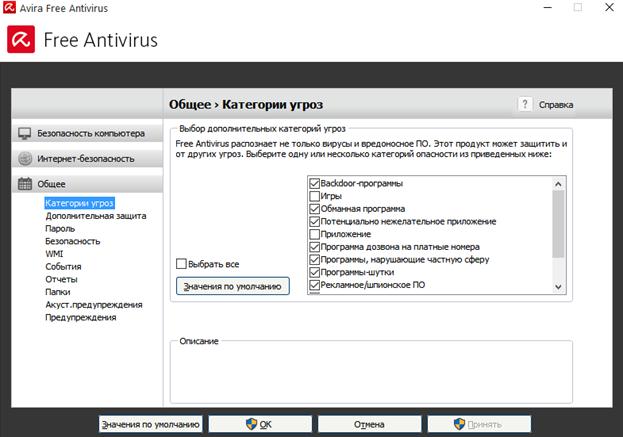 Avira Free Antivirus
Free Antivirus
Общее › Категории угроз
? Справка
Безопасность компьютера
Интернет-безопасность
Общее
Категории угроз
Дополнительная защита
Пароль
Безопасность
WMI
События
Отчеты
Папки
Акуст.предупреждения
Предупреждения
Выбор дополнительных категорий угроз
Free Antivirus распознает не только вирусы и вредоносное ПО. Этот продукт может защитить и
от других угроз. Выберите одну или несколько категорий опасности из приведенных ниже:
Backdoor-программы
Игры
Обманная программа
Потенциально нежелательное приложение
Приложение
Программа дозвона на платные номера
Программы, нарушающие частную сферу
Программы-шутки
Рекламное/шпионское ПО
Выбрать все
Значения по умолчанию
Описание
Значения по умолчанию
OK
Отмена
Принять